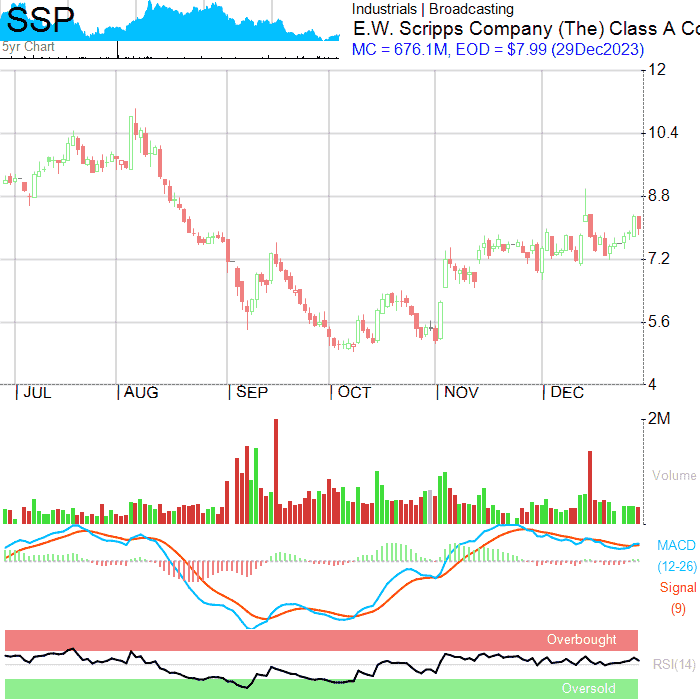 SSP
5yr Chart
Industrials | Broadcasting
E.W. Scripps Company (The) Class A Co
MC = 676.1M, EOD = $7.99 (29Dec2023)
12
10.4
8.8
7.2
5.6
4
JUL AUG SEP OCT NOV DEC
2M
Volume
MACD
(12-26)
Signal
(9)
Overbought
RSI(14)
Oversold